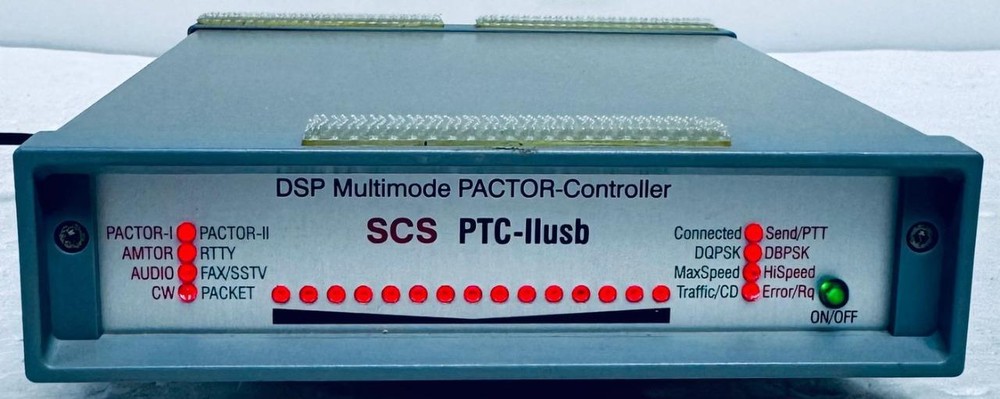 DSP Multimode PACTOR-Controller
SCS PTC-IIusb
PACTOR-I PACTOR-II
AMTOR RTTY
AUDIO FAX/SSTV
CW PACKET
Connected Send/PTT
DQPSK DBPSK
MaxSpeed HiSpeed
Traffic/CD Error/Rq
ON/OFF